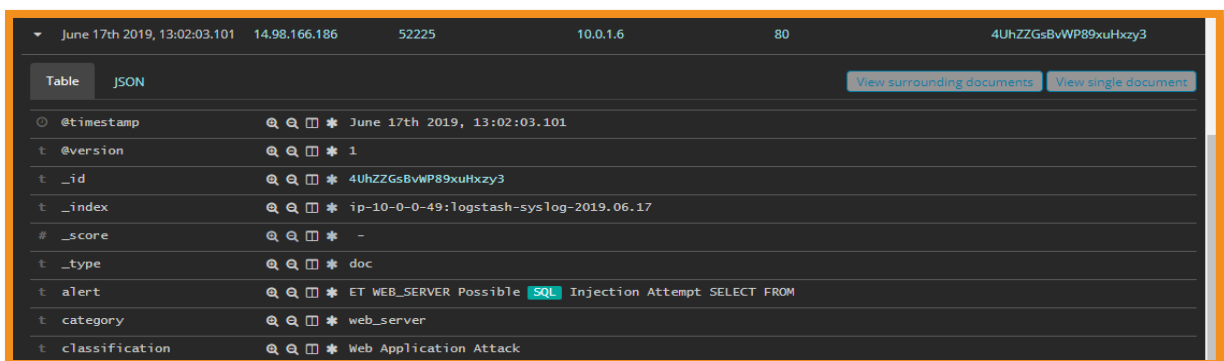 June 17th 2019, 13:02:03.101 14.98.166.186 52225 10.0.1.6 80 4UhZZGsBvWP89xuHxzy3
Table JSON View surrounding documents View single document
@timestamp June 17th 2019, 13:02:03.101
t @version 1
t _id 4UhZZGsBvWP89xuHxzy3
t _index ip-10-0-0-49:logstash-syslog-2019.06.17
# _score -
t _type doc
t alert ET WEB_SERVER Possible SQL Injection Attempt SELECT FROM
t category web_server
t classification Web Application Attack